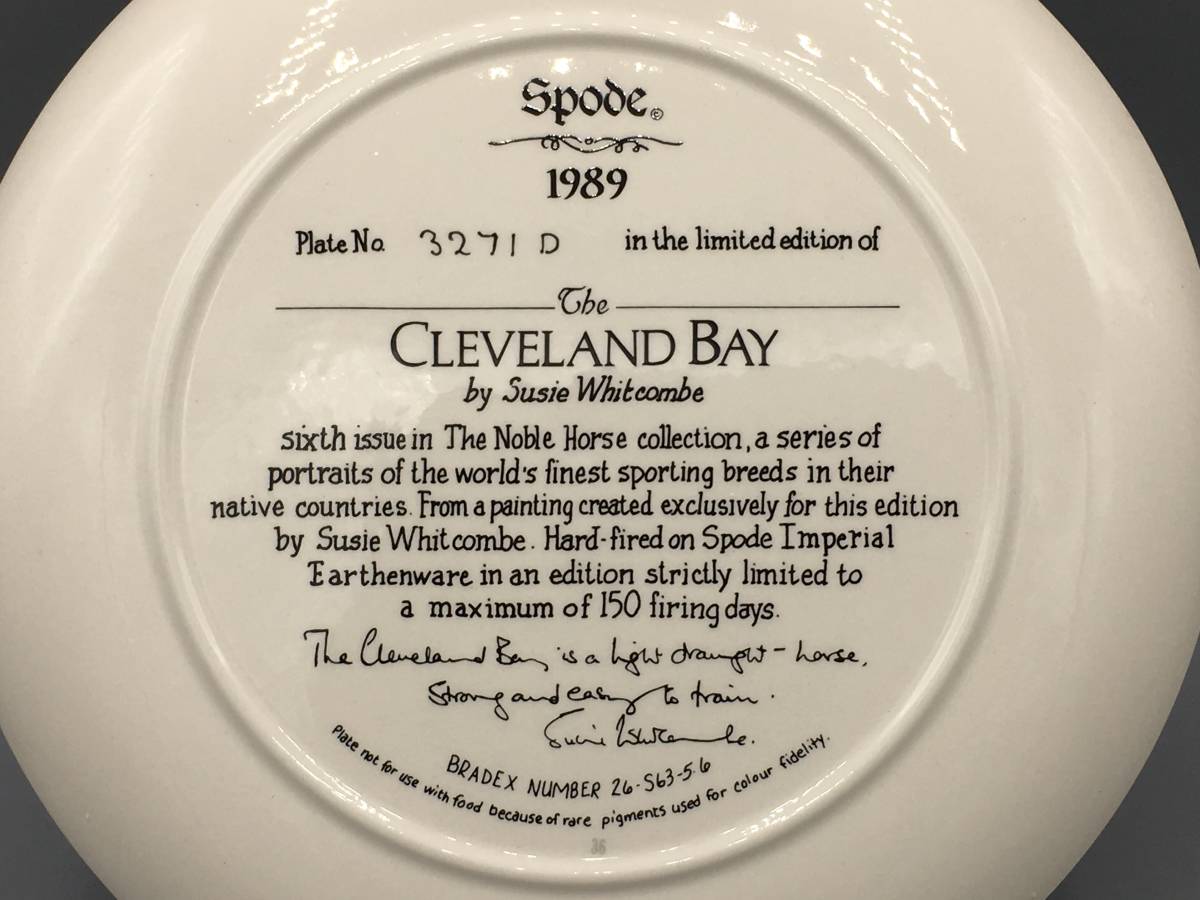 Spode©
1989
Plate No. 3271 D in the limited edition of
The
CLEVELAND BAY
by Susie Whitcombe
sixth issue in The Noble Horse collection, a series of
portraits of the world's finest sporting breeds in their
native countries. From a painting created exclusively for this edition
by Susie Whitcombe. Hard-fired on Spode Imperial
Earthenware in an edition strictly limited to
a maximum of 150 firing days.
The Cleveland Bay is a light draught-horse,
strong and easy to train.
Susie Whitcombe.
BRADEX NUMBER 26-S63-5.6
Plate not for use with food because of rare pigments used for colour fidelity.
36